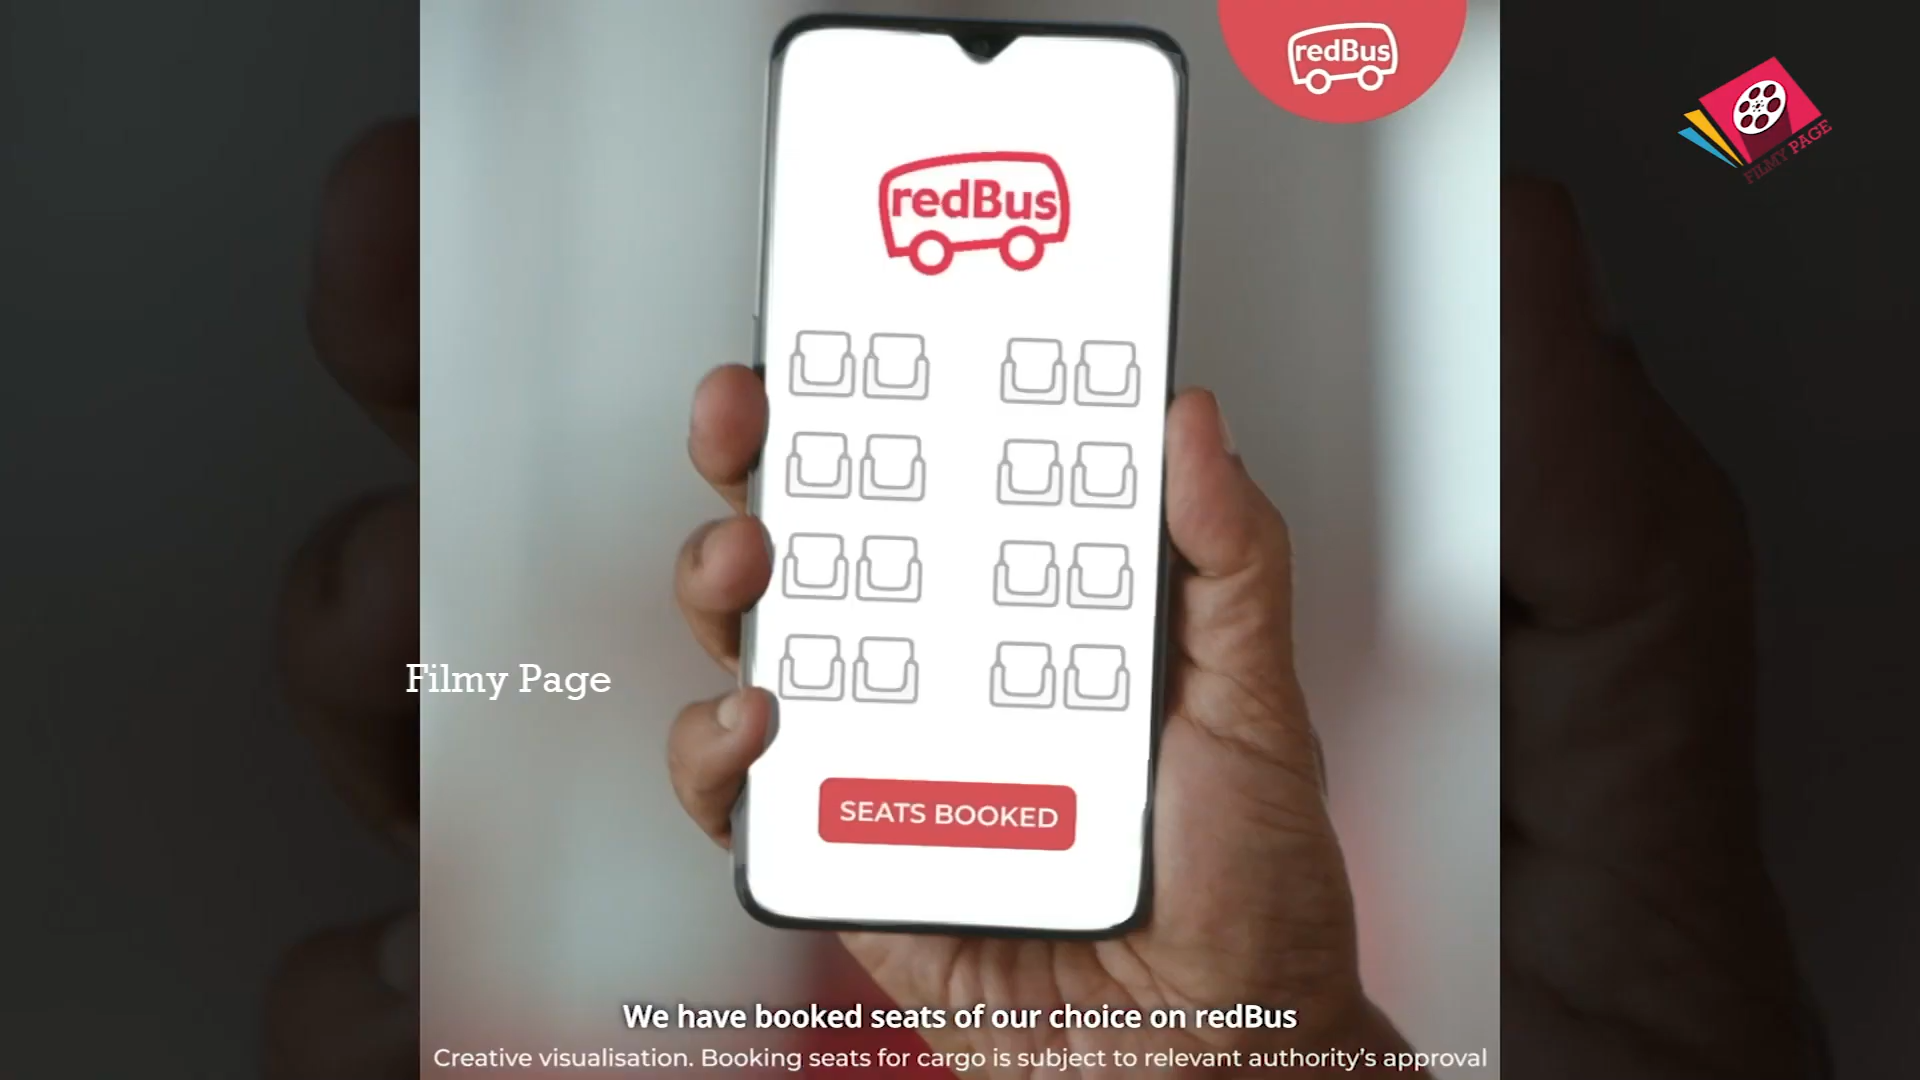 redBus
redBus
FILMY PAGE
Filmy Page
SEATS BOOKED
We have booked seats of our choice on redBus
Creative visualisation. Booking seats for cargo is subject to relevant authority's approval